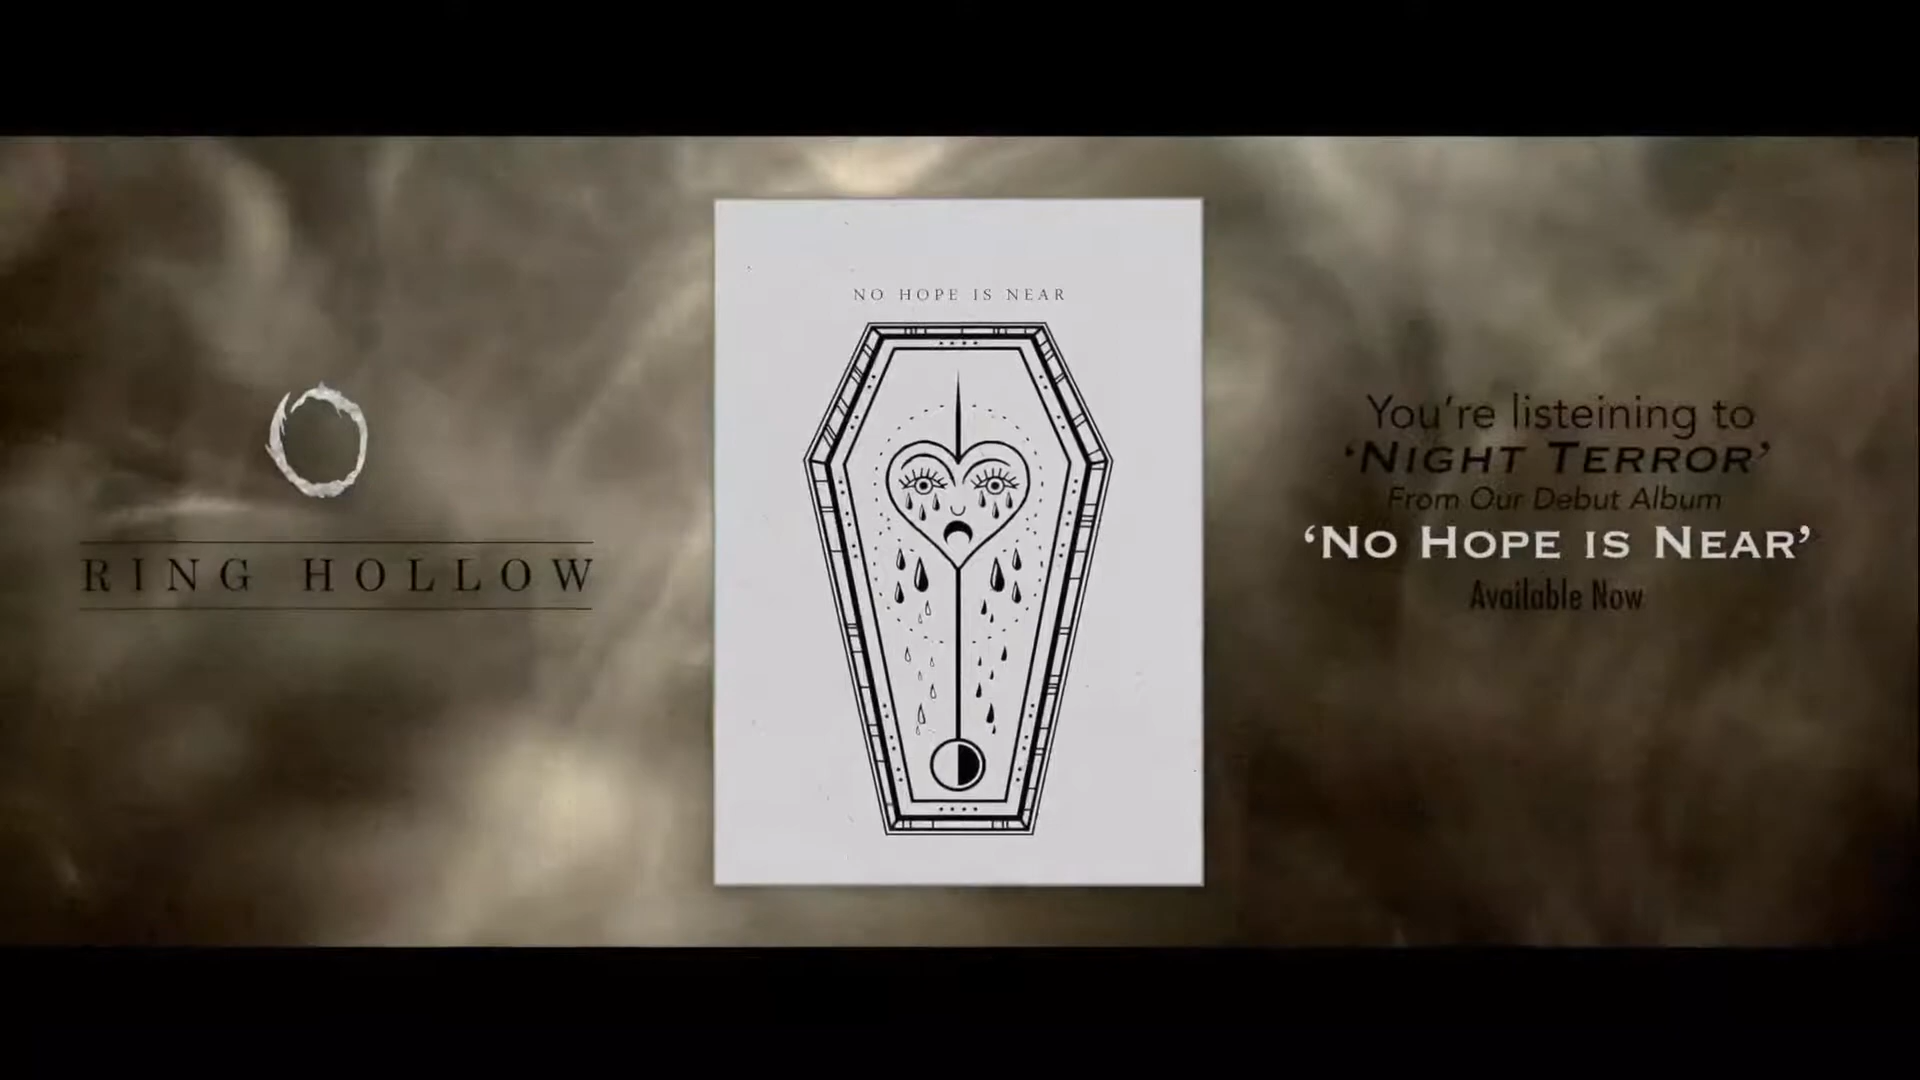 RING HOLLOW
NO HOPE IS NEAR
You're listeining to
'NIGHT TERROR'
From Our Debut Album
'NO HOPE IS NEAR'
Available Now